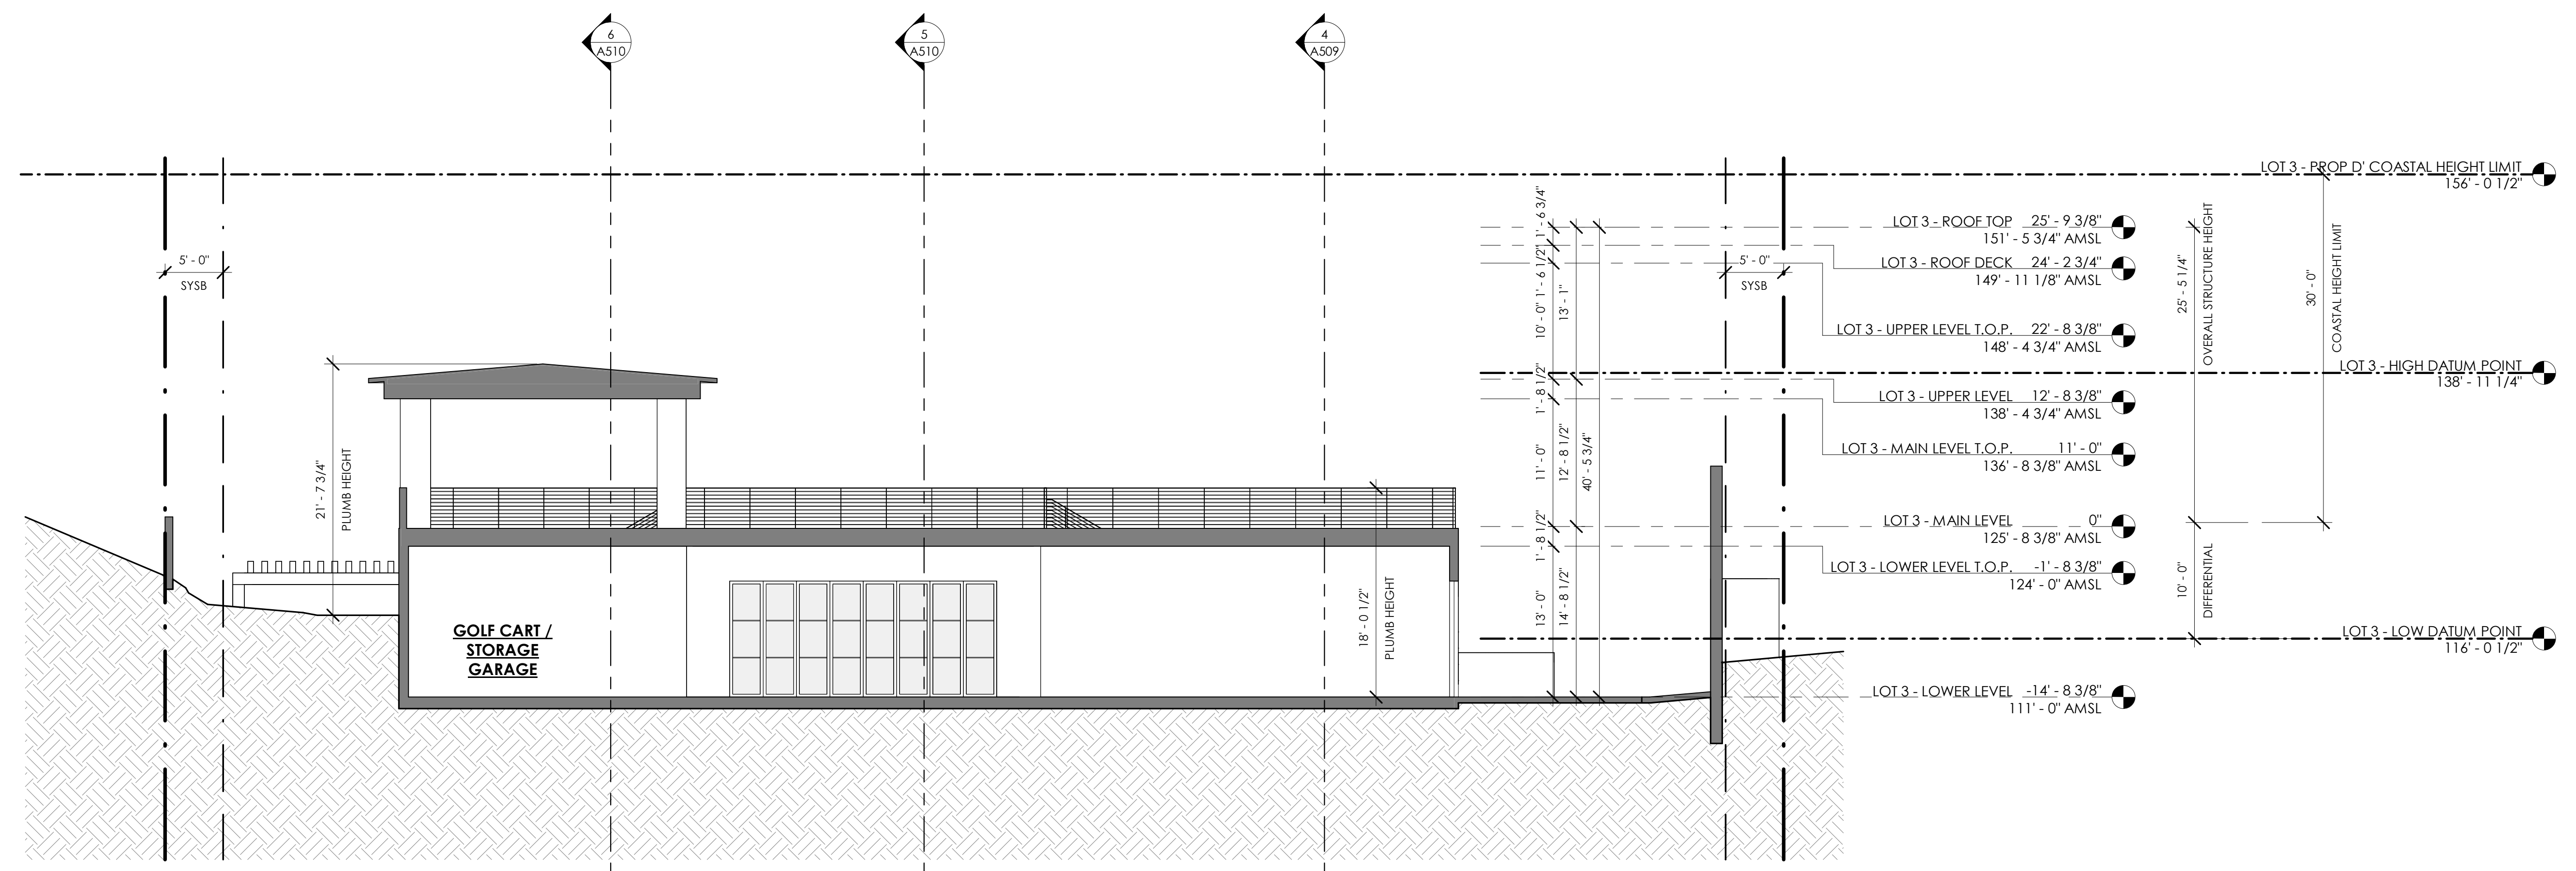 6
A510
5
A510
4
A509
LOT 3 - PROP D' COASTAL HEIGHT LIMIT
156' - 0 1/2"
LOT 3 - ROOF TOP 25' - 9 3/8"
151' - 5 3/4" AMSL
LOT 3 - ROOF DECK 24' - 2 3/4"
149' - 11 1/8" AMSL
LOT 3 - UPPER LEVEL T.O.P. 22' - 8 3/8"
148' - 4 3/4" AMSL
LOT 3 - HIGH DATUM POINT
138' - 11 1/4"
LOT 3 - UPPER LEVEL 12' - 8 3/8"
138' - 4 3/4" AMSL
LOT 3 - MAIN LEVEL T.O.P. 11' - 0"
136' - 8 3/8" AMSL
LOT 3 - MAIN LEVEL 0"
125' - 8 3/8" AMSL
LOT 3 - LOWER LEVEL T.O.P. -1' - 8 3/8"
124' - 0" AMSL
LOT 3 - LOW DATUM POINT
116' - 0 1/2"
LOT 3 - LOWER LEVEL -14' - 8 3/8"
111' - 0" AMSL
5' - 0"
SYSB
5' - 0"
SYSB
21' - 7 3/4"
PLUMB HEIGHT
GOLF CART /
STORAGE
GARAGE
18' - 0 1/2"
PLUMB HEIGHT
1' - 6 3/4"
1' - 6 1/2"
10' - 0"
1' - 8 1/2"
11' - 0"
1' - 8 1/2"
13' - 0"
13' - 1"
12' - 8 1/2"
14' - 8 1/2"
40' - 5 3/4"
25' - 5 1/4"
OVERALL STRUCTURE HEIGHT
10' - 0"
DIFFERENTIAL
30' - 0"
COASTAL HEIGHT LIMIT